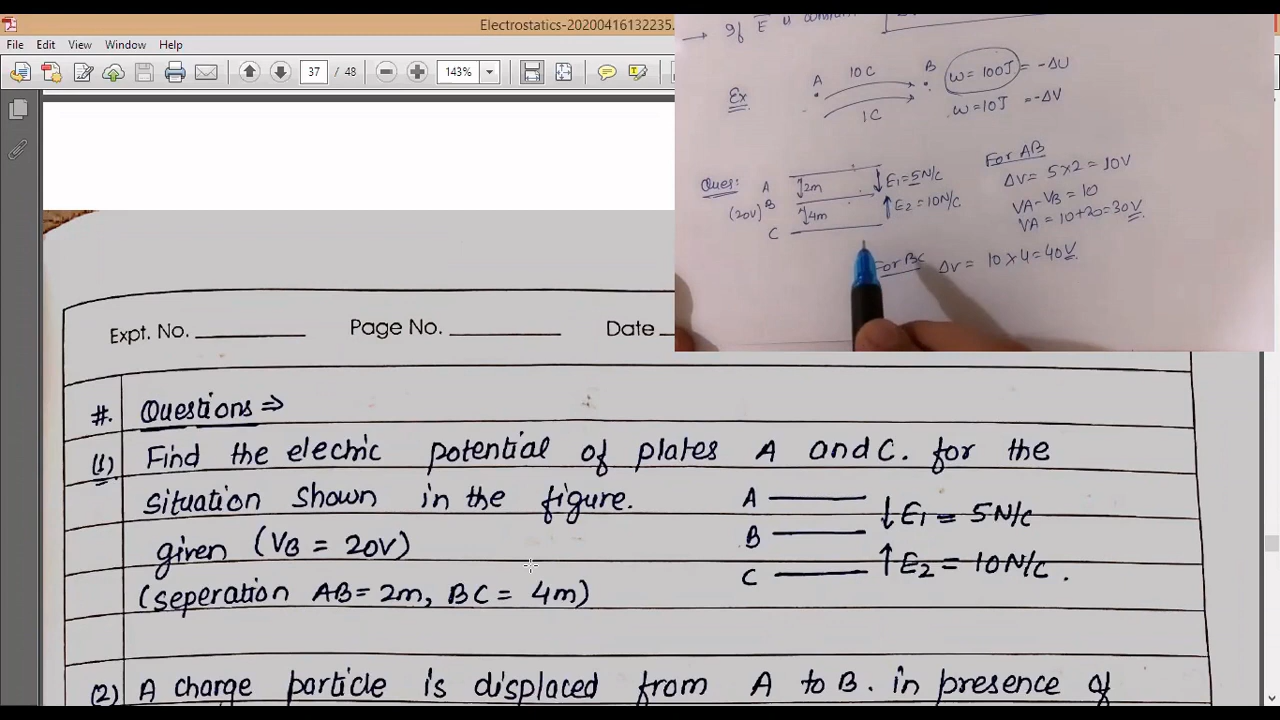 Electrostatics-20200416132235.
File Edit View Window Help
37 / 48 143%
→ If E is constant
Ex A 10C B W = 100J = -ΔU
1C W = 10J = -ΔV
Ques: A 2m ↓ E1 = 5N/C
B (20V) 4m ↑ E2 = 10N/C
C
For AB
ΔV = 5 × 2 = 10V
VA - VB = 10
VA = 10 + 20 = 30V
For BC ΔV = 10 × 4 = 40V
Expt. No. Page No. Date
#. Questions ⇒
(1) Find the electric potential of plates A and C. for the
situation shown in the figure.
given (VB = 20V)
(seperation AB = 2m, BC = 4m)
A ↓ E1 = 5N/C
B
C ↑ E2 = 10N/C.
(2) A charge particle is displaced from A to B. in presence of